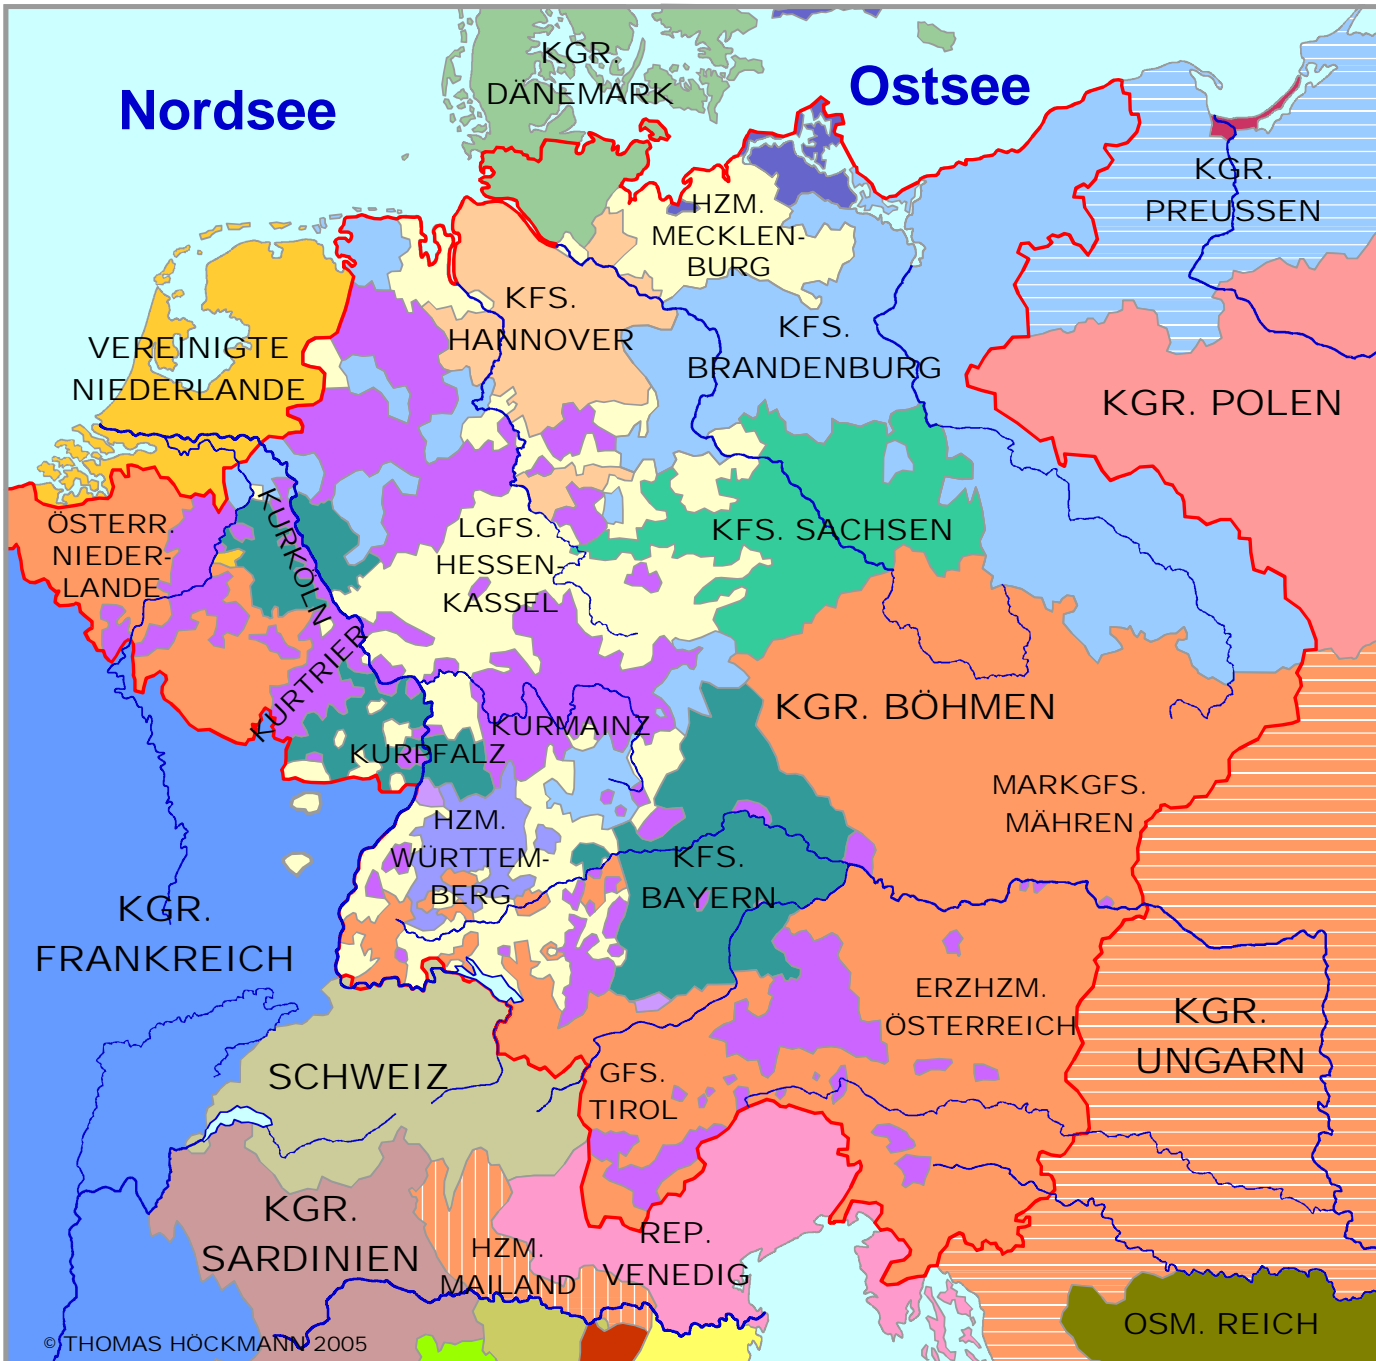 KGR.
DÄNEMARK
Nordsee
Ostsee
KGR.
PREUSSEN
HZM.
MECKLEN-
BURG
KFS.
HANNOVER
KFS.
BRANDENBURG
VEREINIGTE
NIEDERLANDE
KGR. POLEN
ÖSTERR.
NIEDER-
LANDE
KURKÖLN
LGFS.
HESSEN-
KASSEL
KFS. SACHSEN
KURTRIER
KURMAINZ
KURPFALZ
KGR. BÖHMEN
MARKGFS.
MÄHREN
HZM.
WÜRTTEM-
BERG
KFS.
BAYERN
KGR.
FRANKREICH
ERZHZM.
ÖSTERREICH
KGR.
UNGARN
SCHWEIZ
GFS.
TIROL
KGR.
SARDINIEN
HZM.
MAILAND
REP.
VENEDIG
OSM. REICH
© THOMAS HÖCKMANN 2005